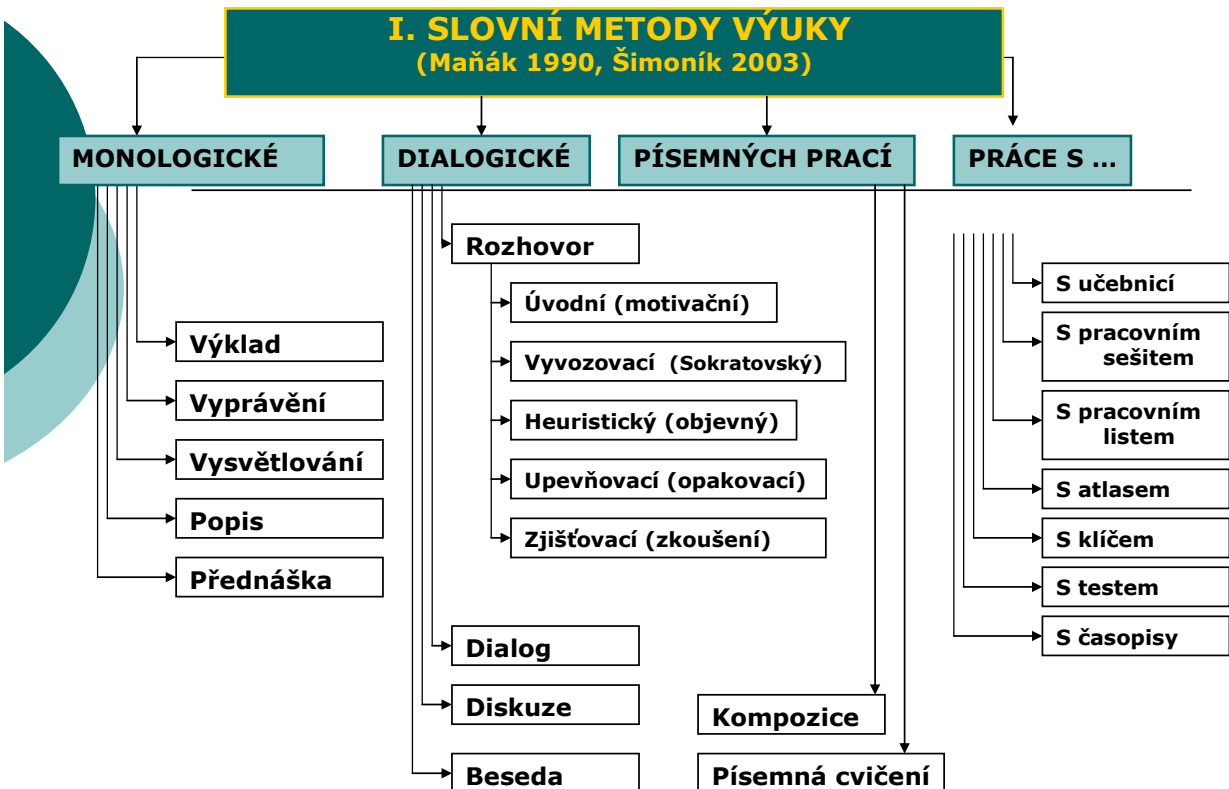 I. SLOVNÍ METODY VÝUKY
(Maňák 1990, Šimoník 2003)
MONOLOGICKÉ
DIALOGICKÉ
PÍSEMNÝCH PRACÍ
PRÁCE S ...
Výklad
Vyprávění
Vysvětlování
Popis
Přednáška
Rozhovor
Úvodní (motivační)
Vyvozovací (Sokratovský)
Heuristický (objevný)
Upevňovací (opakovací)
Zjišťovací (zkoušení)
Dialog
Diskuze
Beseda
Kompozice
Písemná cvičení
S učebnicí
S pracovním
sešitem
S pracovním
listem
S atlasem
S klíčem
S testem
S časopisy